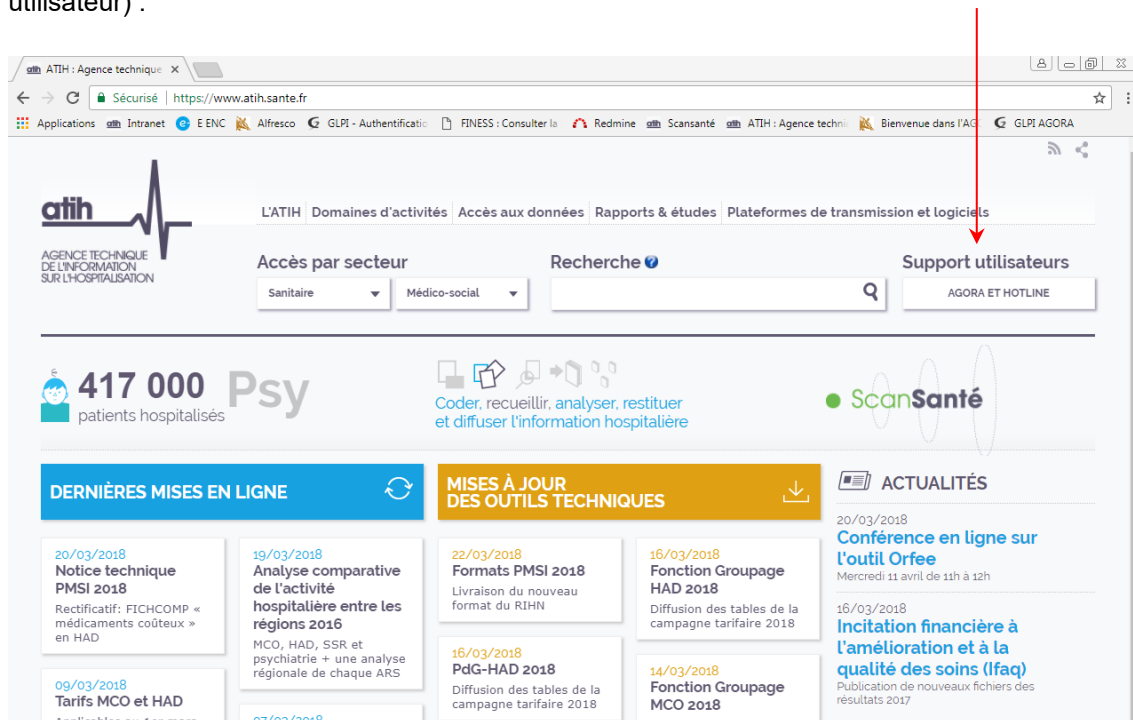 utilisateur) :
ATIH : Agence technique
Sécurisé | https://www.atih.sante.fr
Applications Intranet E ENC Alfresco GLPI - Authentificatio FINESS : Consulter la Redmine Scansanté ATIH : Agence techni Bienvenue dans l'AG GLPI AGORA
atih
AGENCE TECHNIQUE
DE L'INFORMATION
SUR L'HOSPITALISATION
L'ATIH Domaines d'activités Accès aux données Rapports & études Plateformes de transmission et logiciels
Accès par secteur
Sanitaire Médico-social
Recherche ?
Support utilisateurs
AGORA ET HOTLINE
417 000
patients hospitalisés
Psy
Coder, recueillir, analyser, restituer
et diffuser l'information hospitalière
ScanSanté
DERNIÈRES MISES EN LIGNE
20/03/2018
Notice technique
PMSI 2018
Rectificatif: FICHCOMP «
médicaments coûteux »
en HAD
09/03/2018
Tarifs MCO et HAD
19/03/2018
Analyse comparative
de l'activité
hospitalière entre les
régions 2016
MCO, HAD, SSR et
psychiatrie + une analyse
régionale de chaque ARS
07/03/2018
MISES À JOUR
DES OUTILS TECHNIQUES
22/03/2018
Formats PMSI 2018
Livraison du nouveau
format du RIHN
16/03/2018
PdG-HAD 2018
Diffusion des tables de la
campagne tarifaire 2018
16/03/2018
Fonction Groupage
HAD 2018
Diffusion des tables de la
campagne tarifaire 2018
14/03/2018
Fonction Groupage
MCO 2018
ACTUALITÉS
20/03/2018
Conférence en ligne sur
l'outil Orfee
Mercredi 11 avril de 11h à 12h
16/03/2018
Incitation financière à
l'amélioration et à la
qualité des soins (Ifaq)
Publication de nouveaux fichiers des
résultats 2017